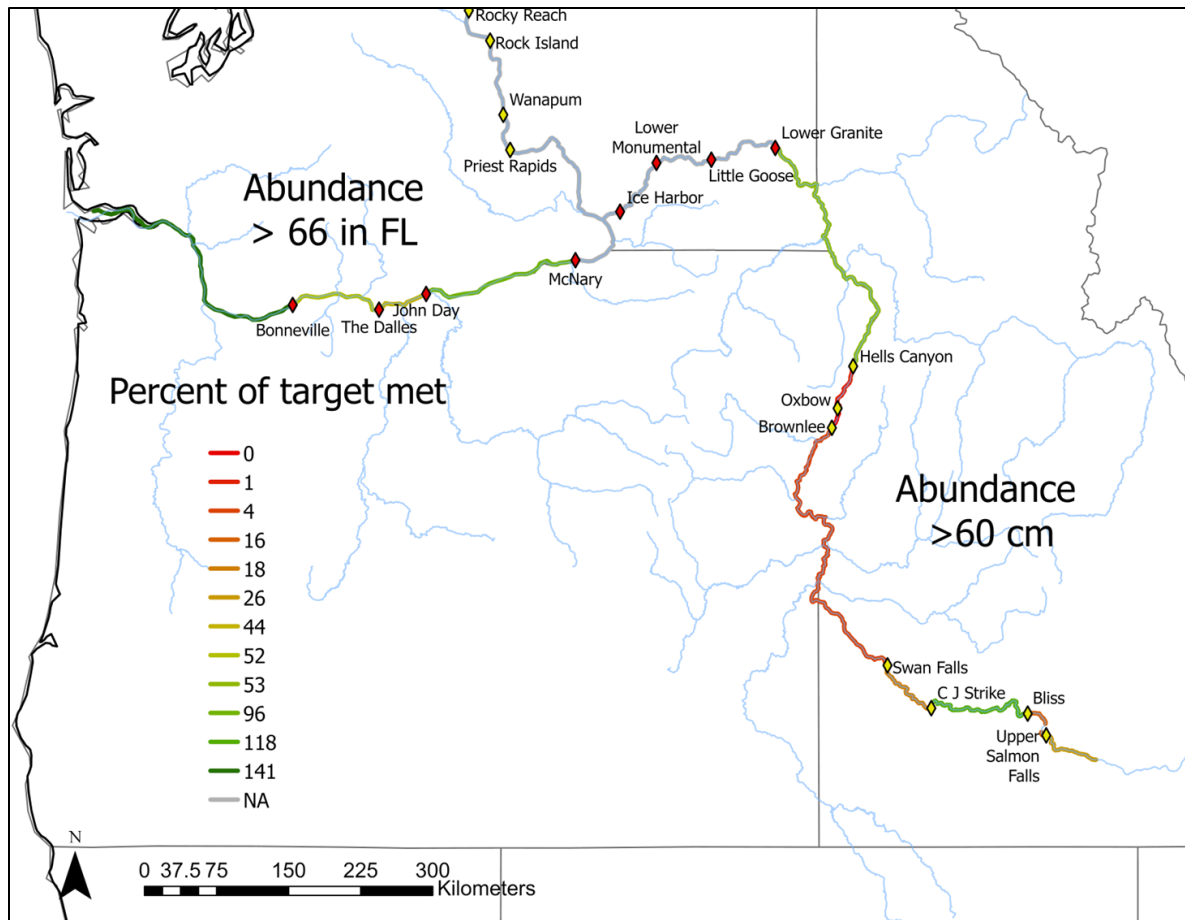 Rocky Reach
Rock Island
Wanapum
Priest Rapids
Lower
Monumental
Lower Granite
Little Goose
Ice Harbor
Abundance
> 66 in FL
McNary
John Day
The Dalles
Bonneville
Hells Canyon
Oxbow
Brownlee
Percent of target met
0
1
4
16
18
26
44
52
53
96
118
141
NA
Abundance
>60 cm
Swan Falls
C J Strike
Bliss
Upper
Salmon
Falls
N
0 37.5 75 150 225 300
Kilometers